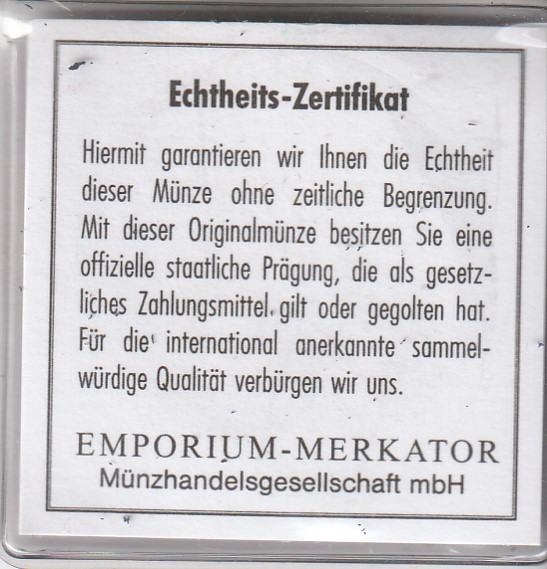 Echtheits-Zertifikat
Hiermit garantieren wir Ihnen die Echtheit
dieser Münze ohne zeitliche Begrenzung.
Mit dieser Originalmünze besitzen Sie eine
offizielle staatliche Prägung, die als gesetz-
liches Zahlungsmittel gilt oder gegolten hat.
Für die international anerkannte sammel-
würdige Qualität verbürgen wir uns.
EMPORIUM-MERKATOR
Münzhandelsgesellschaft mbH